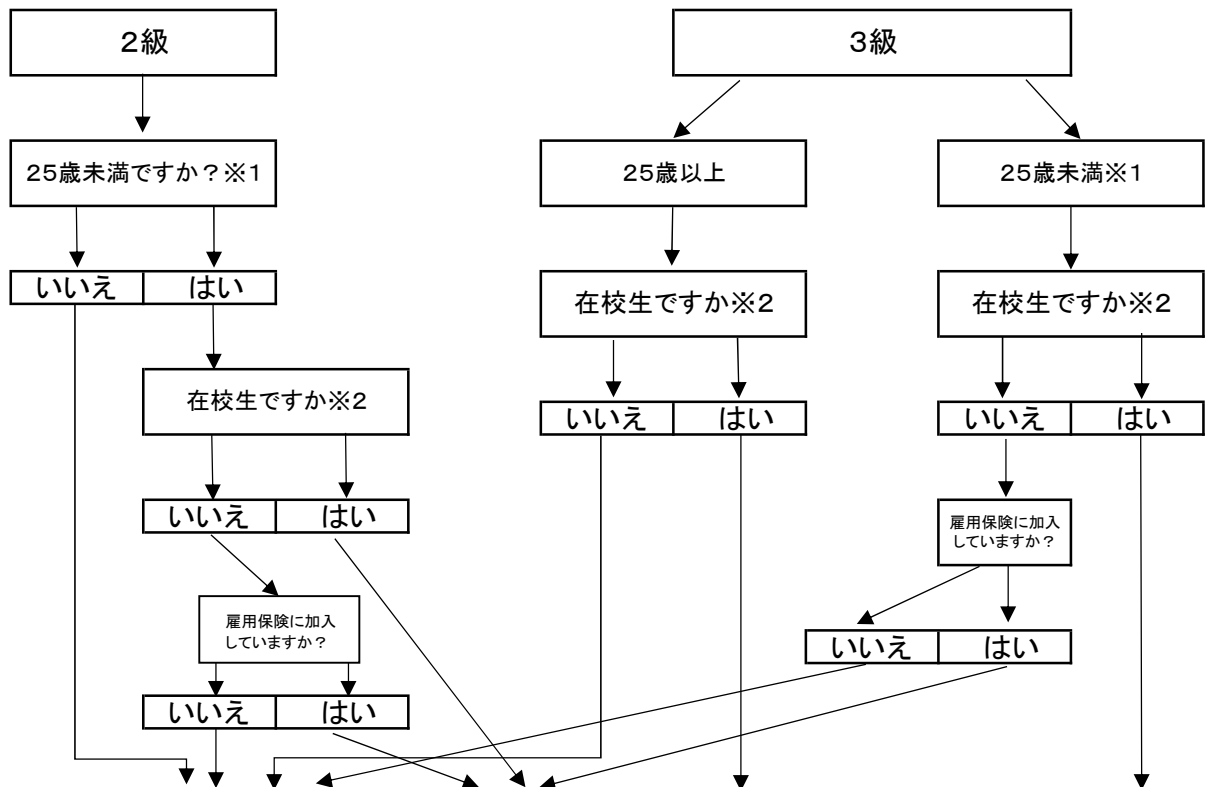 2級
3級
25歳未満ですか?※1
25歳以上
25歳未満※1
いいえ はい
在校生ですか※2
在校生ですか※2
在校生ですか※2
いいえ はい
いいえ はい
いいえ はい
雇用保険に加入
していますか?
雇用保険に加入
していますか?
いいえ はい
いいえ はい